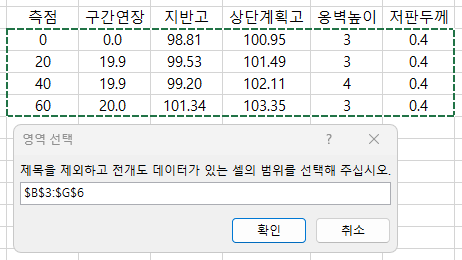 측점 구간연장 지반고 상단계획고 옹벽높이 저판두께
0 0.0 98.81 100.95 3 0.4
20 19.9 99.53 101.49 3 0.4
40 19.9 99.20 102.11 4 0.4
60 20.0 101.34 103.35 3 0.4
영역 선택 ?
제목을 제외하고 전개도 데이터가 있는 셀의 범위를 선택해 주십시오.
$B$3:$G$6
확인 취소